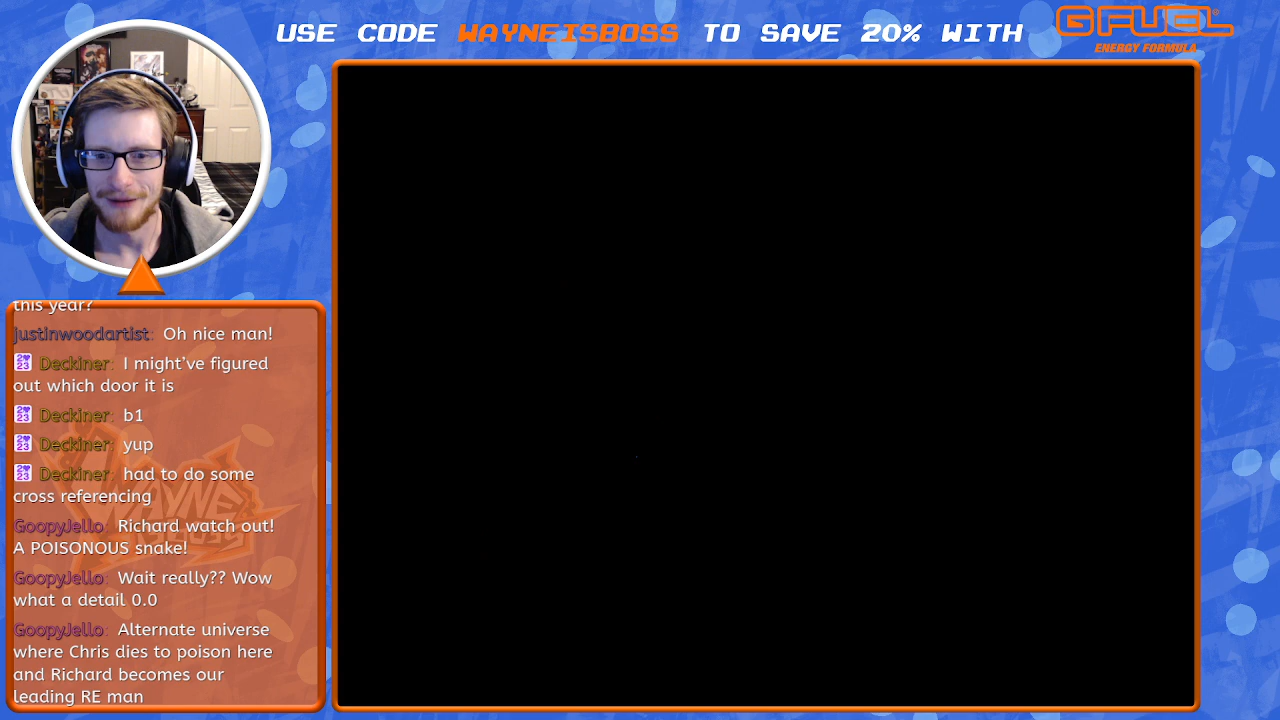 USE CODE WAYNEISBOSS TO SAVE 20% WITH
G FUEL
ENERGY FORMULA
this year?
justinwoodartist: Oh nice man!
Deckiner: I might've figured
out which door it is
Deckiner: b1
Deckiner: yup
Deckiner: had to do some
cross referencing
GoopyJello: Richard watch out!
A POISONOUS snake!
GoopyJello: Wait really?? Wow
what a detail 0.0
GoopyJello: Alternate universe
where Chris dies to poison here
and Richard becomes our
leading RE man